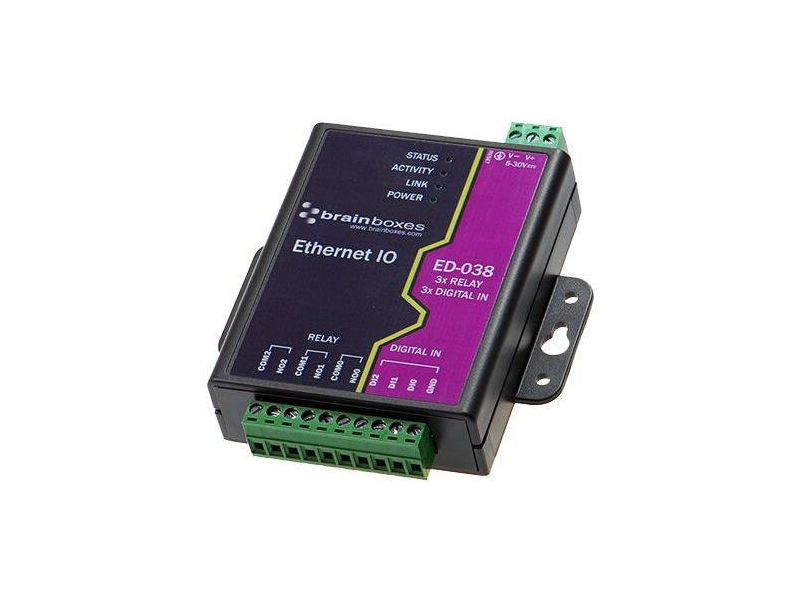 STATUS
ACTIVITY
LINK
POWER
RESET
V- V+
5-30V
brainboxes
www.brainboxes.com
Ethernet IO
ED-038
3x RELAY
3x DIGITAL IN
RELAY
DIGITAL IN
COM2
NO2
COM1
NO1
COM0
NO0
DI2
DI1
DI0
GND